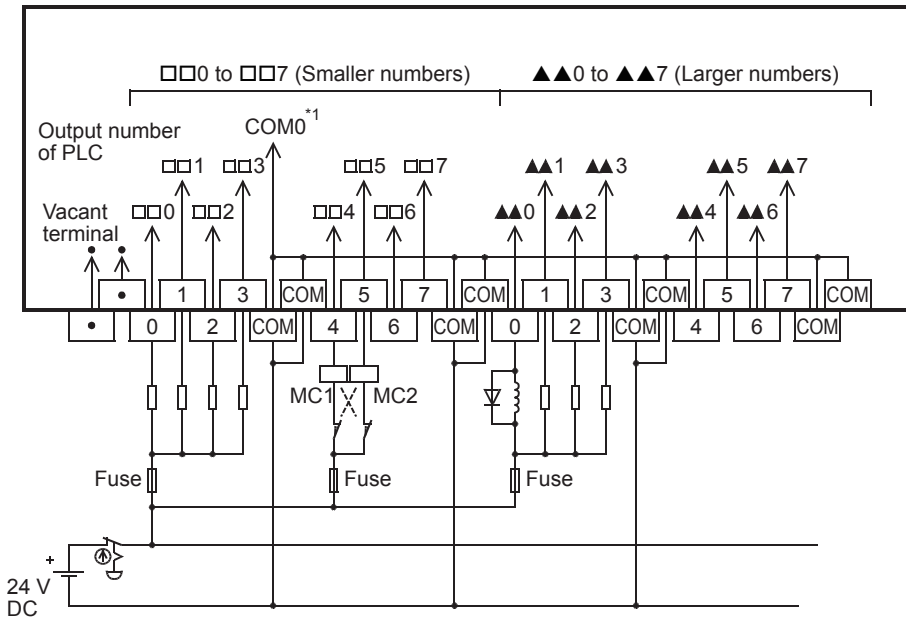 □□0 to □□7 (Smaller numbers) ▲▲0 to ▲▲7 (Larger numbers)
Output number
of PLC
COM0*1
□□1 □□3 □□5 □□7 ▲▲1 ▲▲3 ▲▲5 ▲▲7
Vacant
terminal
□□0 □□2 □□4 □□6 ▲▲0 ▲▲2 ▲▲4 ▲▲6
• 1 3 COM 5 7 COM 1 3 COM 5 7 COM
• 0 2 COM 4 6 COM 0 2 COM 4 6 COM
MC1 MC2
Fuse Fuse Fuse
+
24 V
DC